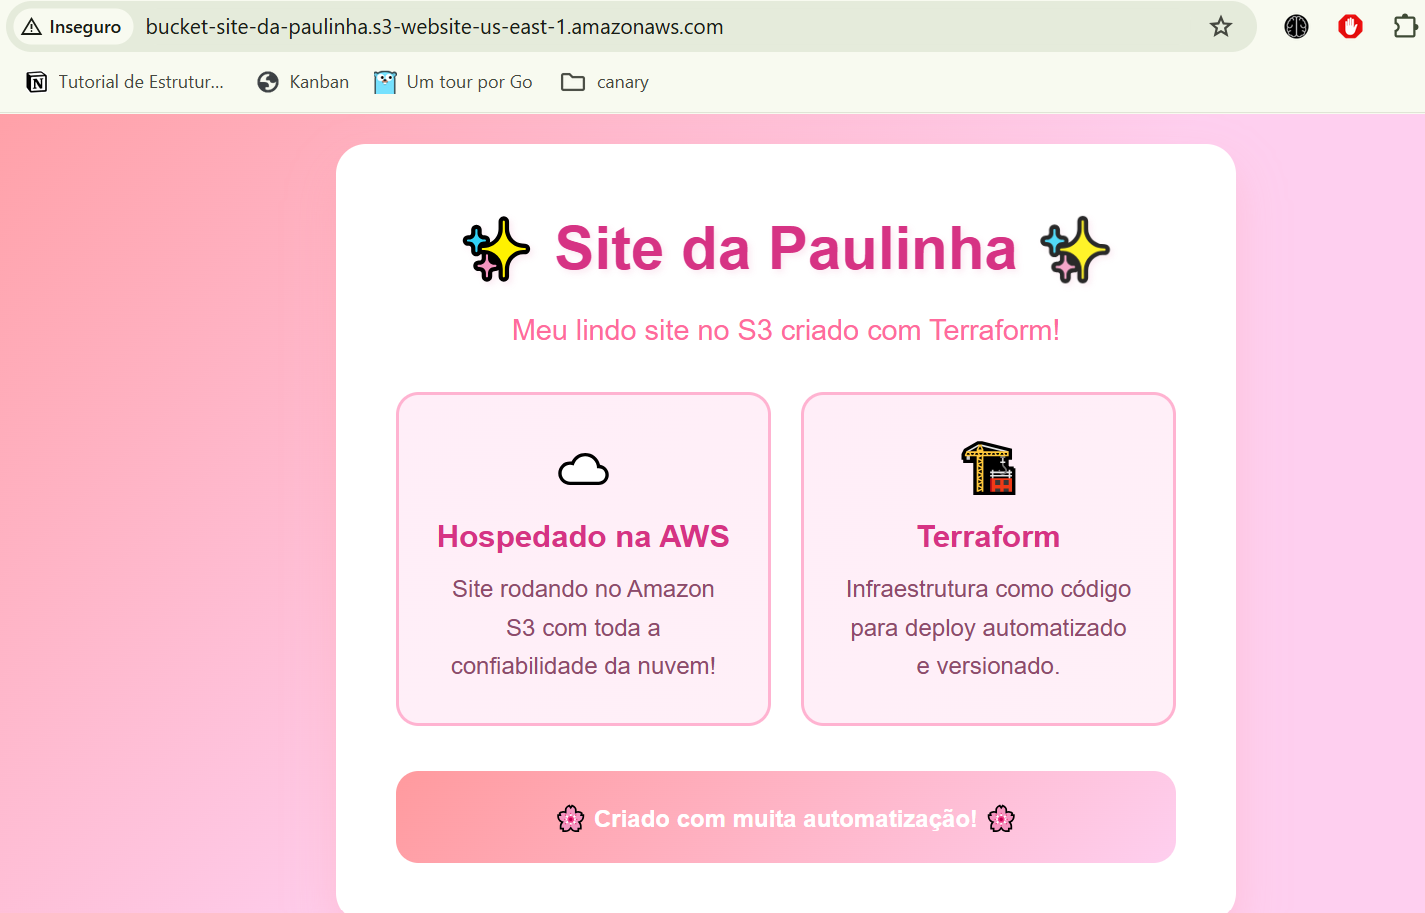 Inseguro bucket-site-da-paulinha.s3-website-us-east-1.amazonaws.com
Tutorial de Estrutur... Kanban Um tour por Go canary
✨ Site da Paulinha ✨
Meu lindo site no S3 criado com Terraform!
Hospedado na AWS
Site rodando no Amazon
S3 com toda a
confiabilidade da nuvem!
Terraform
Infraestrutura como código
para deploy automatizado
e versionado.
🌸 Criado com muita automatização! 🌸